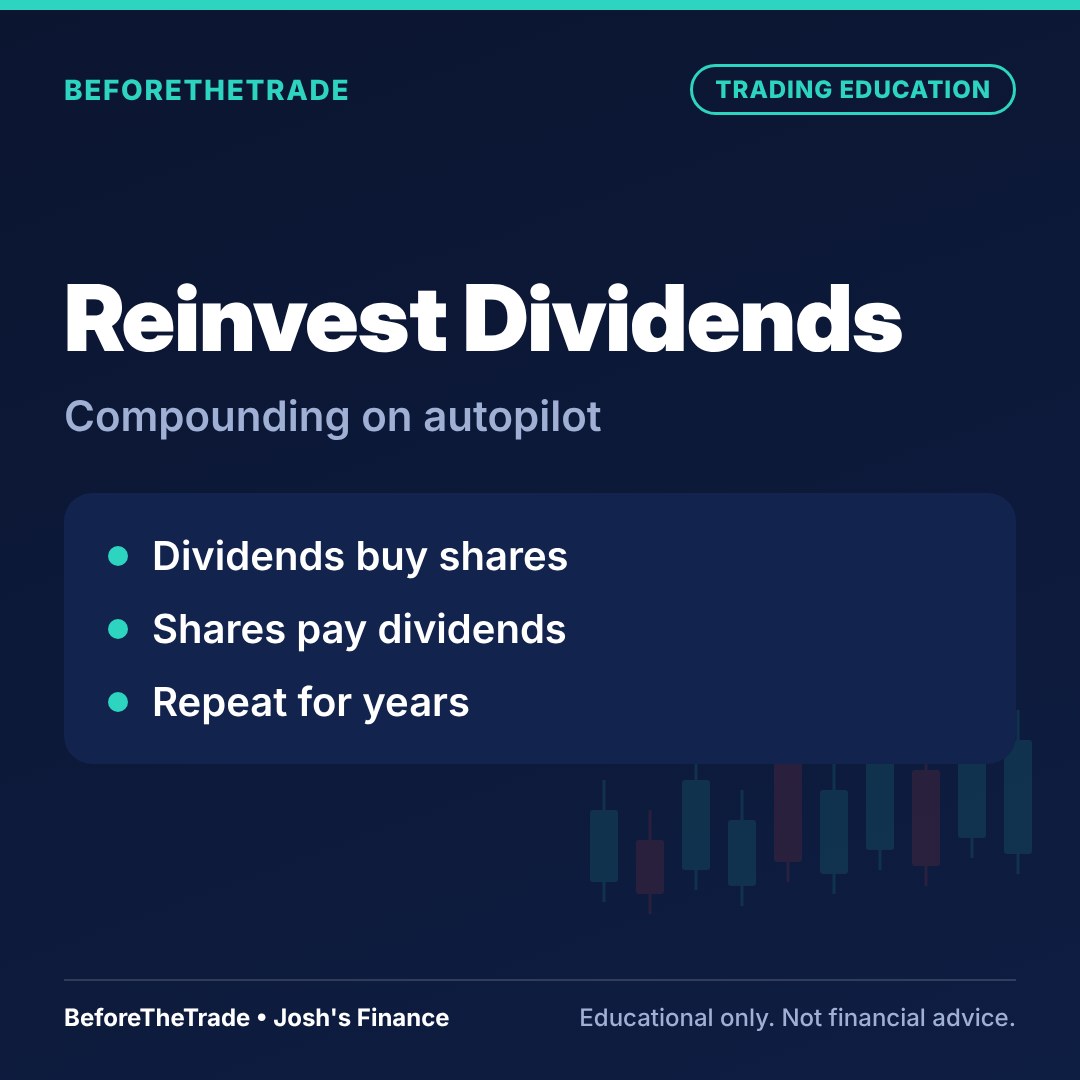 BEFORETHETRADE
TRADING EDUCATION
Reinvest Dividends
Compounding on autopilot
Dividends buy shares
Shares pay dividends
Repeat for years
BeforeTheTrade • Josh's Finance
Educational only. Not financial advice.